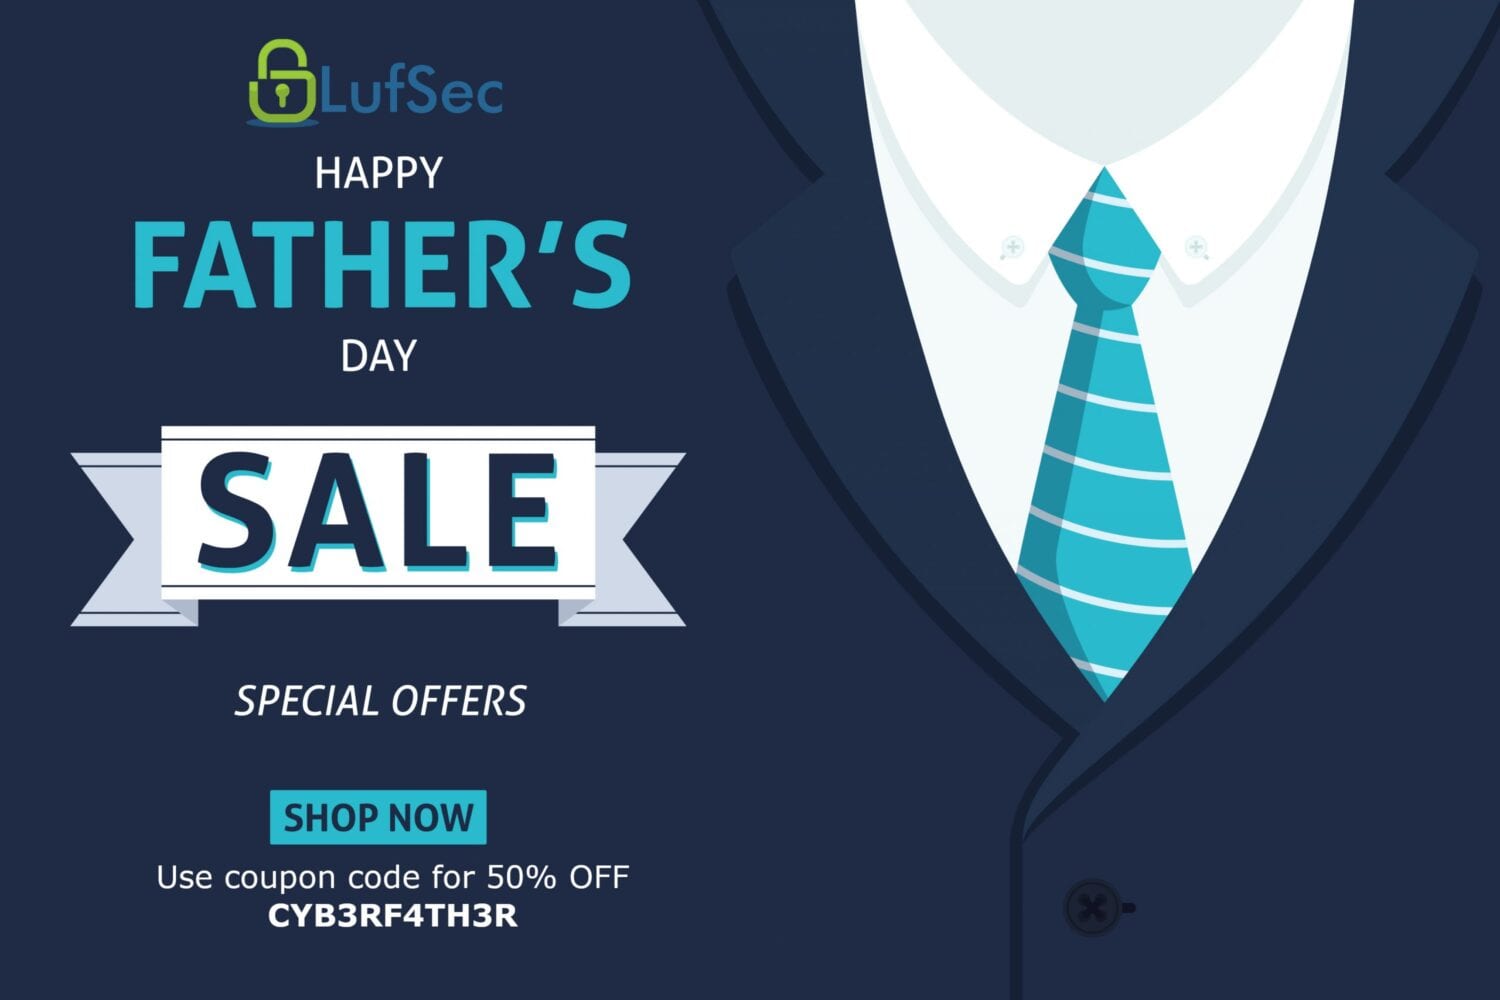 LufSec
HAPPY
FATHER’S
DAY
SALE
SPECIAL OFFERS
SHOP NOW
Use coupon code for 50% OFF
CYB3RF4TH3R